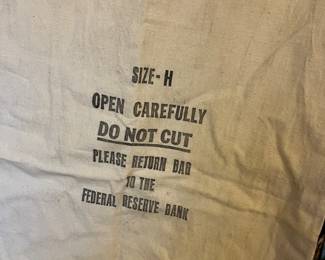 SIZE-H
OPEN CAREFULLY
DO NOT CUT
PLEASE RETURN BAG
TO THE
FEDERAL RESERVE BANK